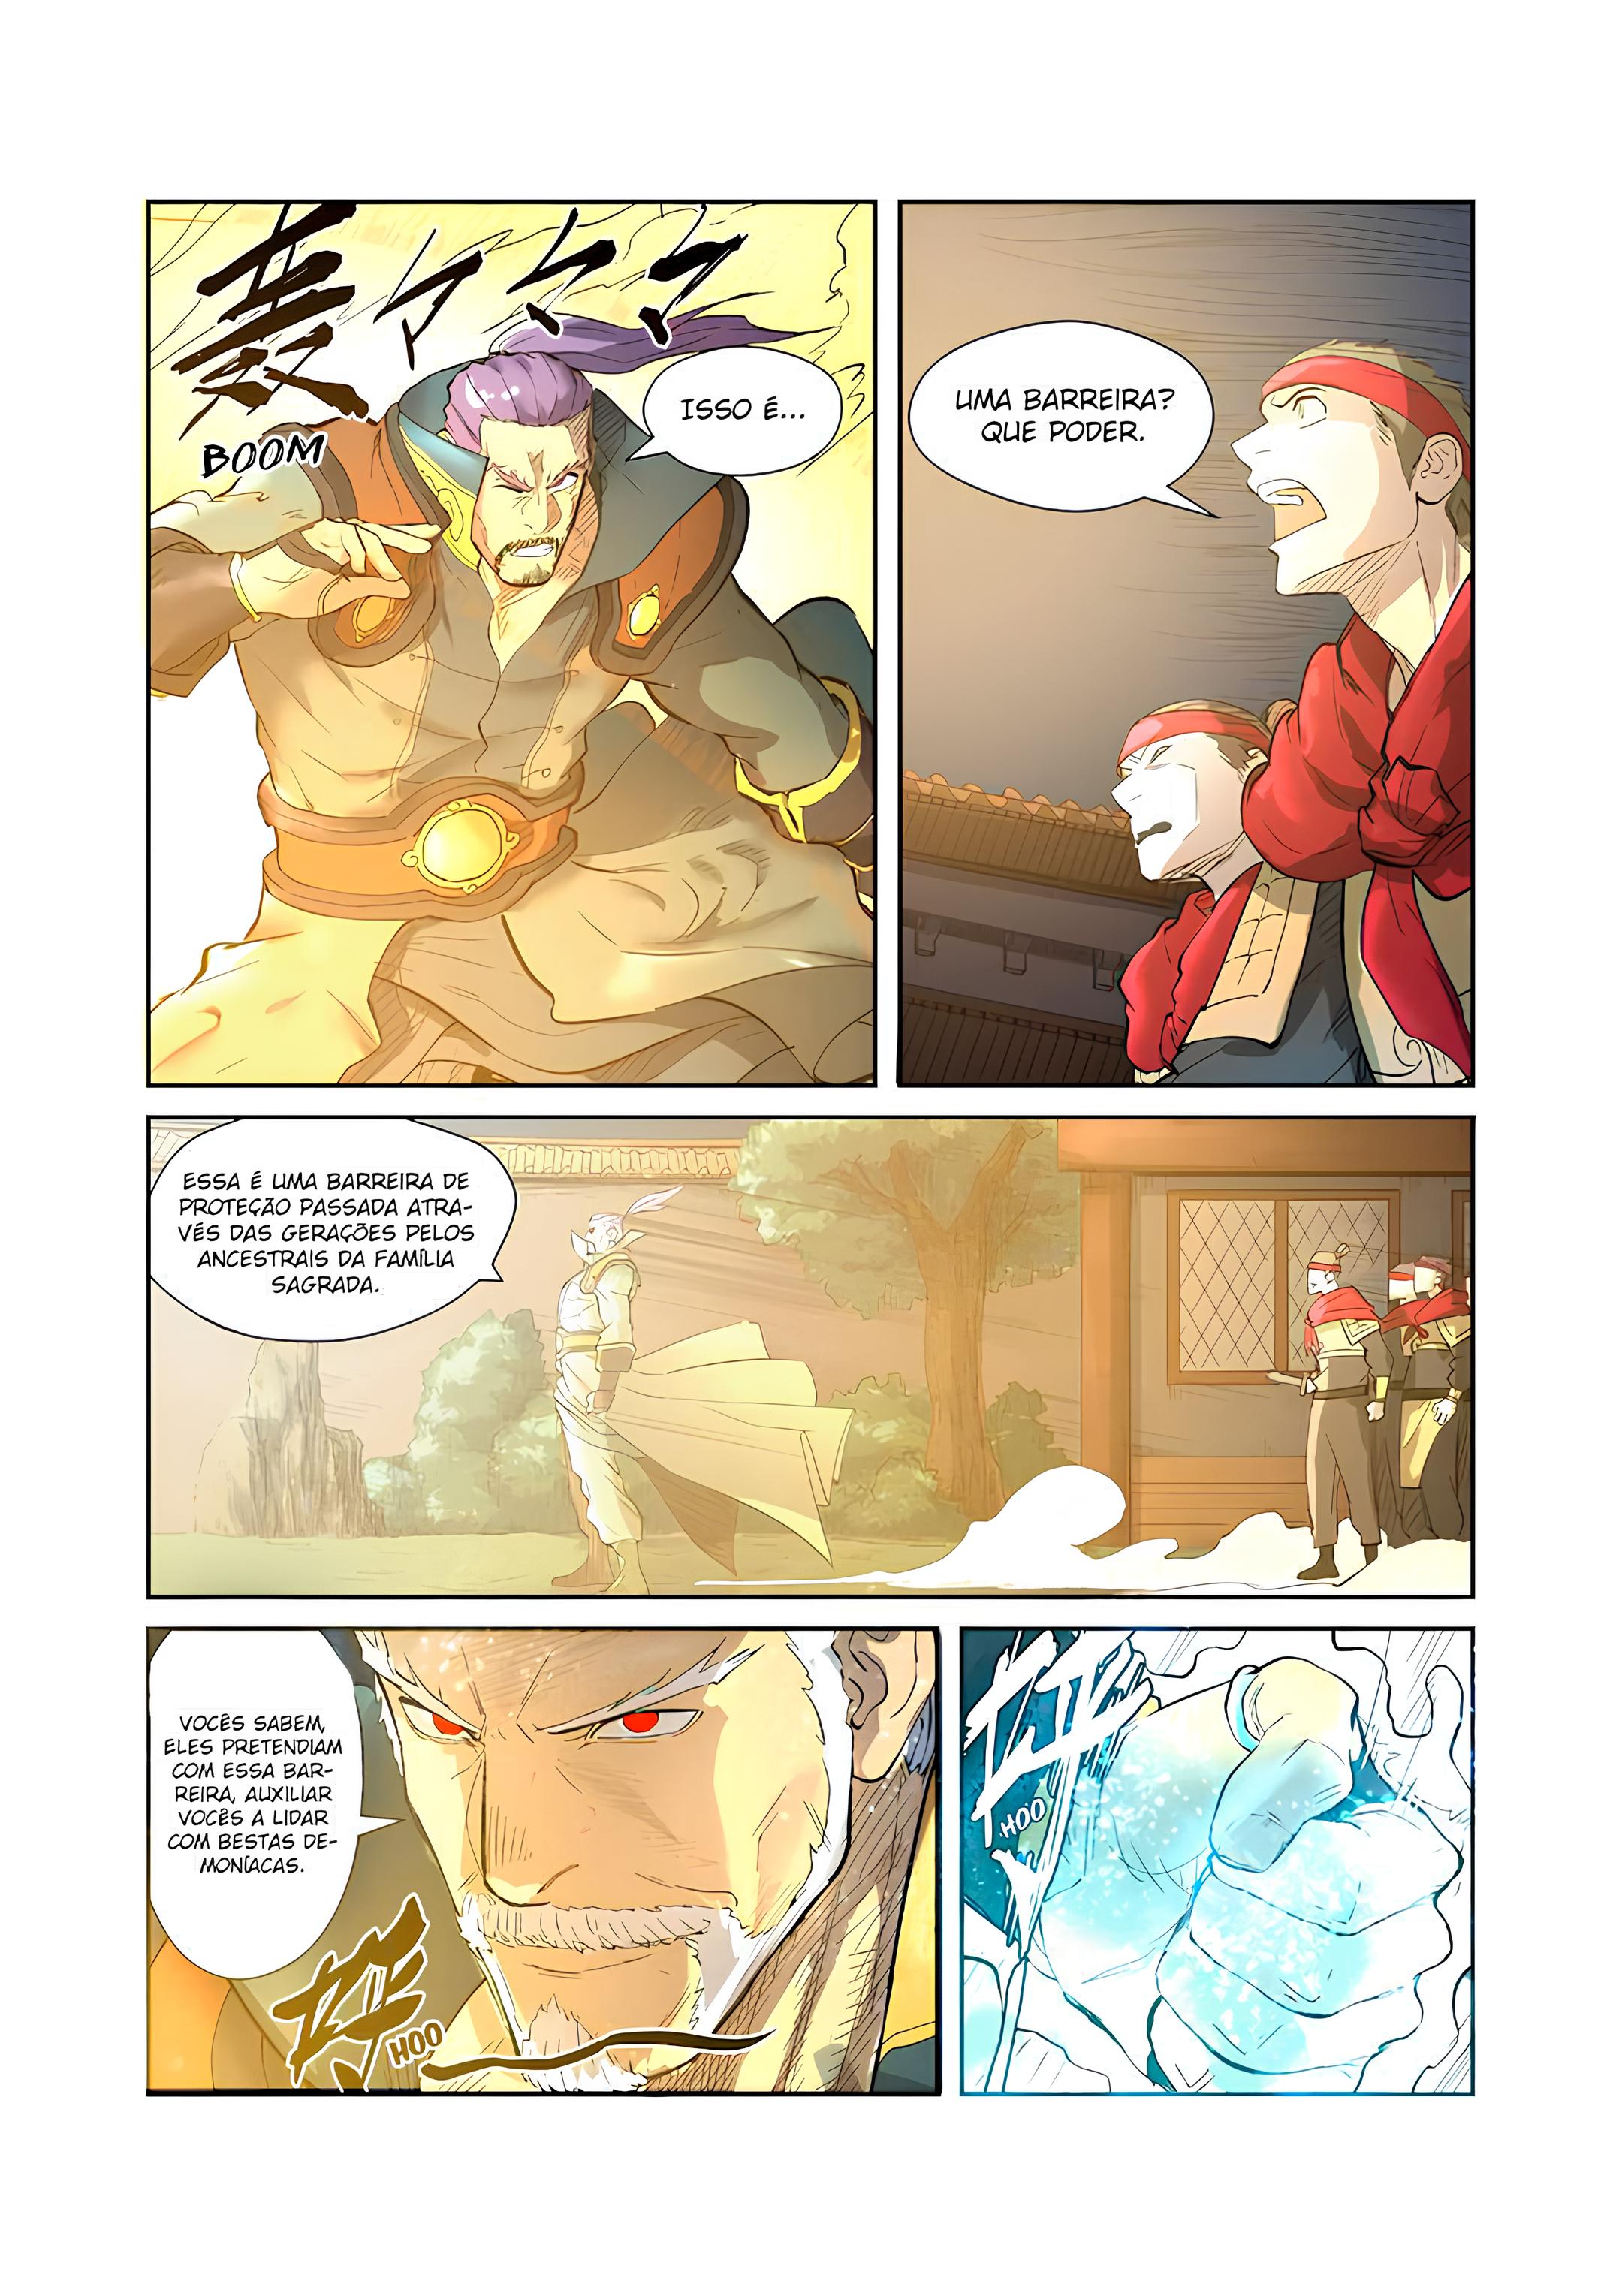 轰
BOOM
ISSO É...
UMA BARREIRA?
QUE PODER.
ESSA É UMA BARREIRA DE
PROTEÇÃO PASSADA ATRA-
VÉS DAS GERAÇÕES PELOS
ANCESTRAIS DA FAMÍLIA
SAGRADA.
VOCÊS SABEM,
ELES PRETENDIAM
COM ESSA BAR-
REIRA, AUXILIAR
VOCÊS A LIDAR
COM BESTAS DE-
MONÍACAS.
HOO
HOO